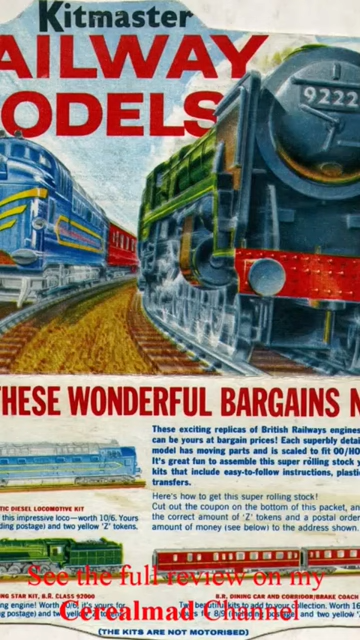 Kitmaster
AILWAY
ODELS
9222
THESE WONDERFUL BARGAINS N
These exciting replicas of British Railways engines
can be yours at bargain prices! Each superbly detai
model has moving parts and is scaled to fit 00/HO
It's great fun to assemble this super rolling stock
kits that include easy-to-follow instructions, plastic
transfers.
Here's how to get this super rolling stock!
Cut out the coupon on the bottom of this packet, an
the correct amount of 'Z' tokens and a postal order
amount of money (see below) to the address shown.
TIC DIESEL LOCOMOTIVE KIT
this impressive loco—worth 10/6. Yours
ding postage) and two yellow 'Z' tokens.
NG STAR KIT, B.R. CLASS 92000
B.R. DINING CAR AND CORRIDOR/BRAKE COACH
See the full review on my
Cerealmad Channel
(THE KITS ARE NOT MOTORISED)